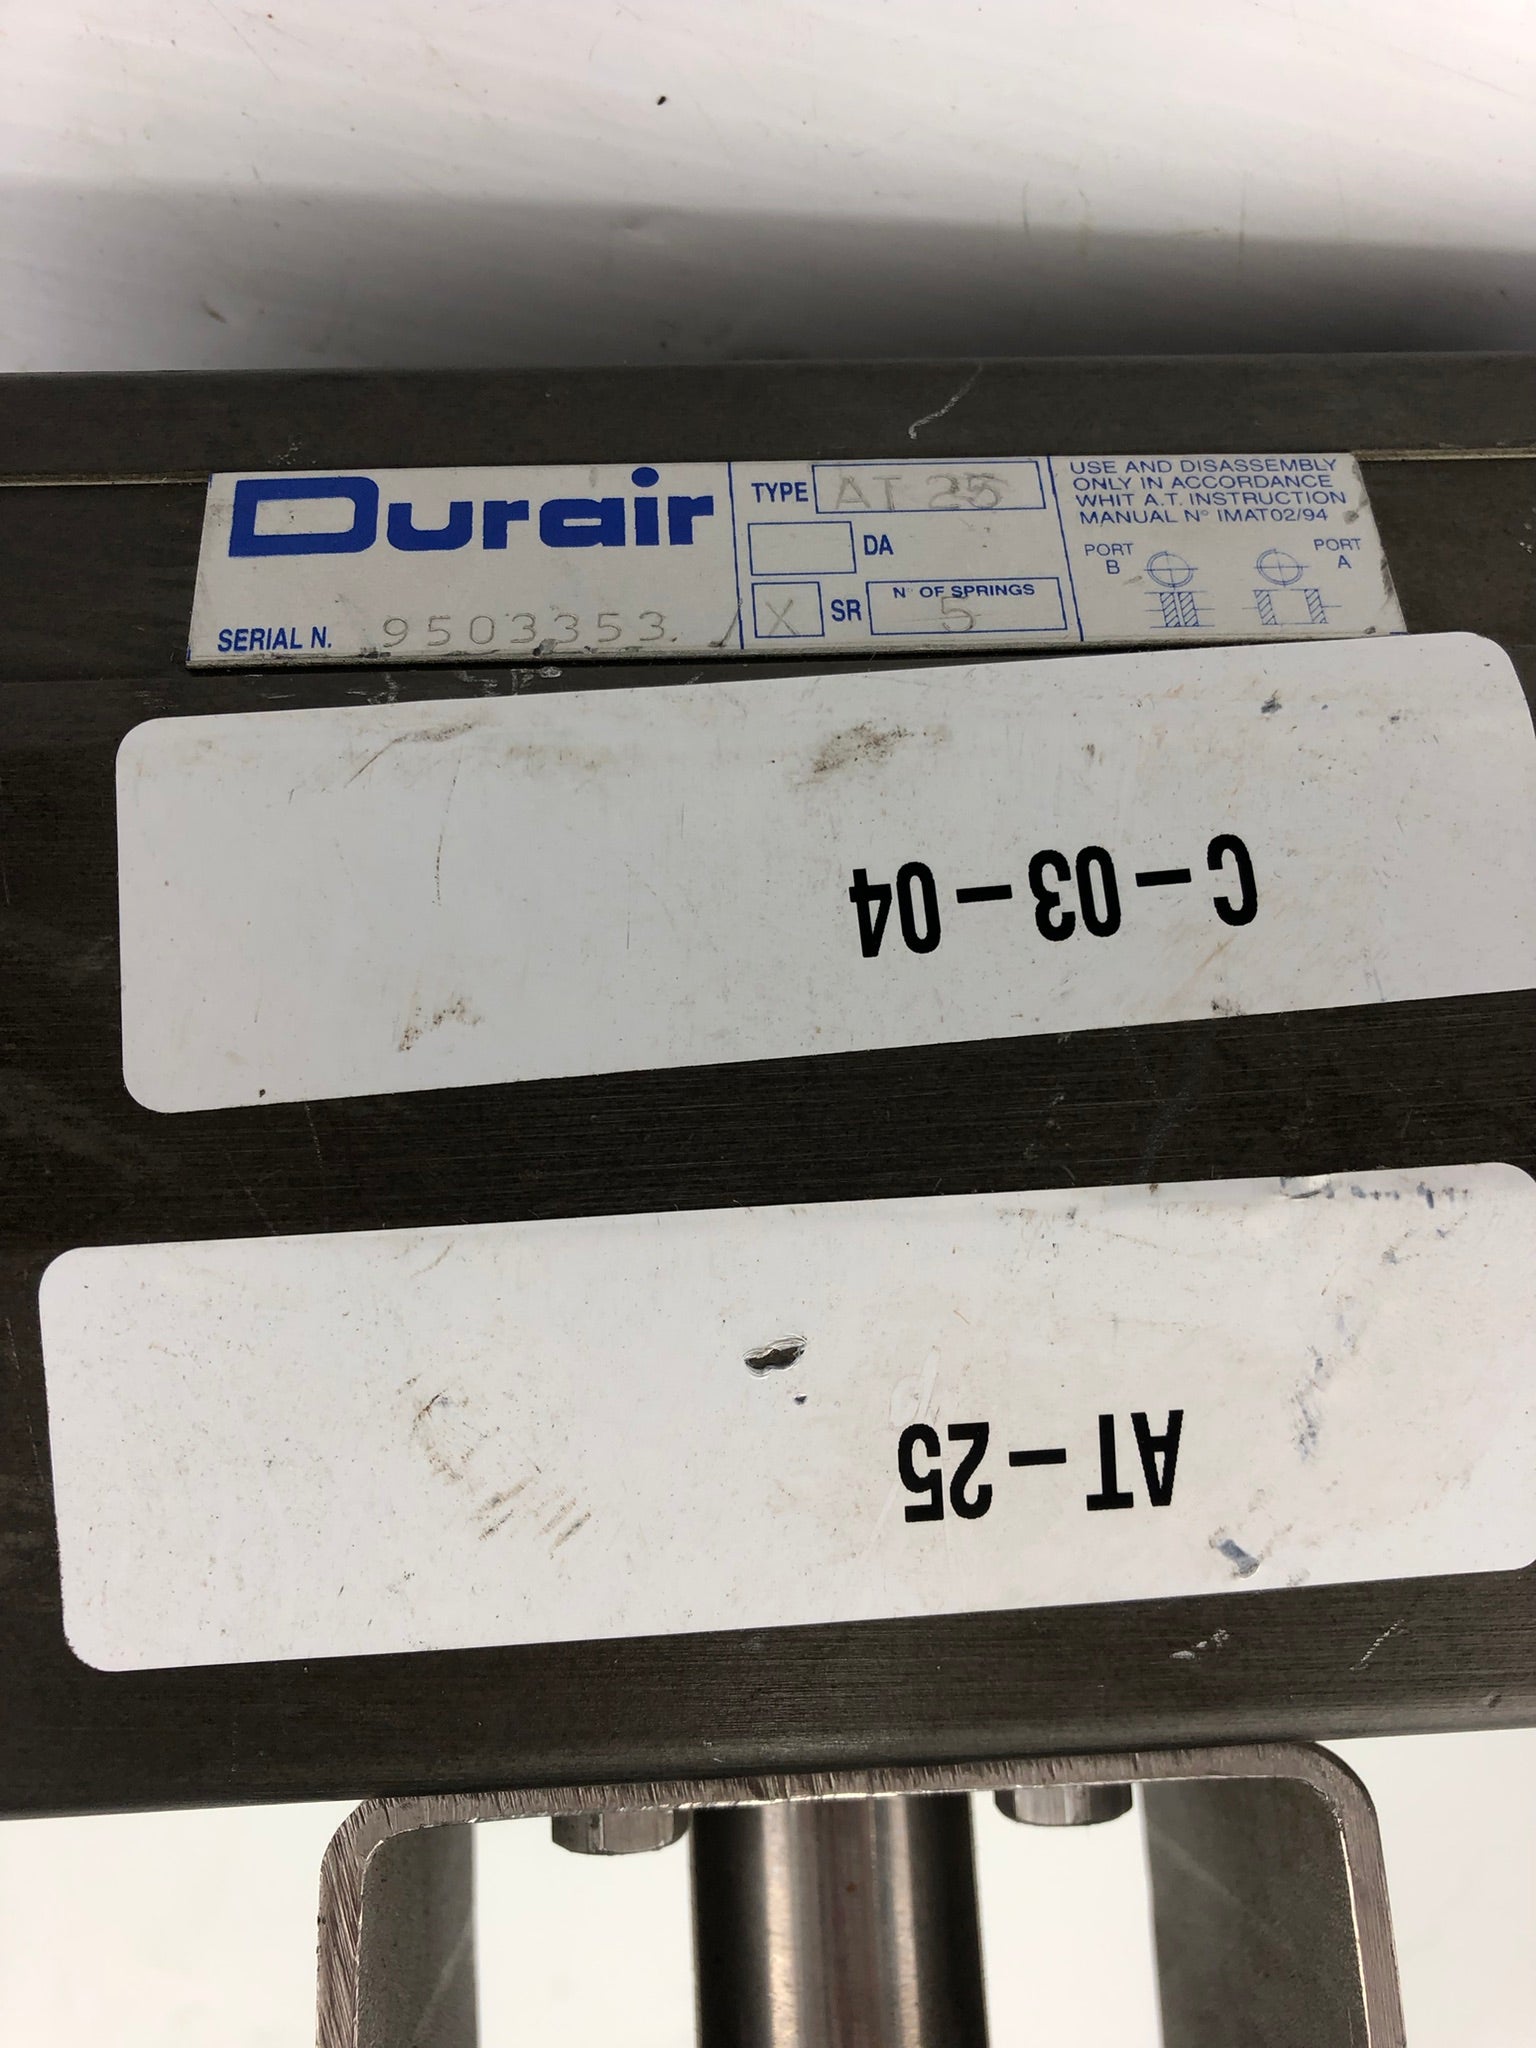 Durair
SERIAL N. 9503353
TYPE AT 25
DA
X SR N° OF SPRINGS 5
USE AND DISASSEMBLY
ONLY IN ACCORDANCE
WHIT A.T. INSTRUCTION
MANUAL N° IMAT02/94
PORT B
PORT A
C-03-04
AT-25